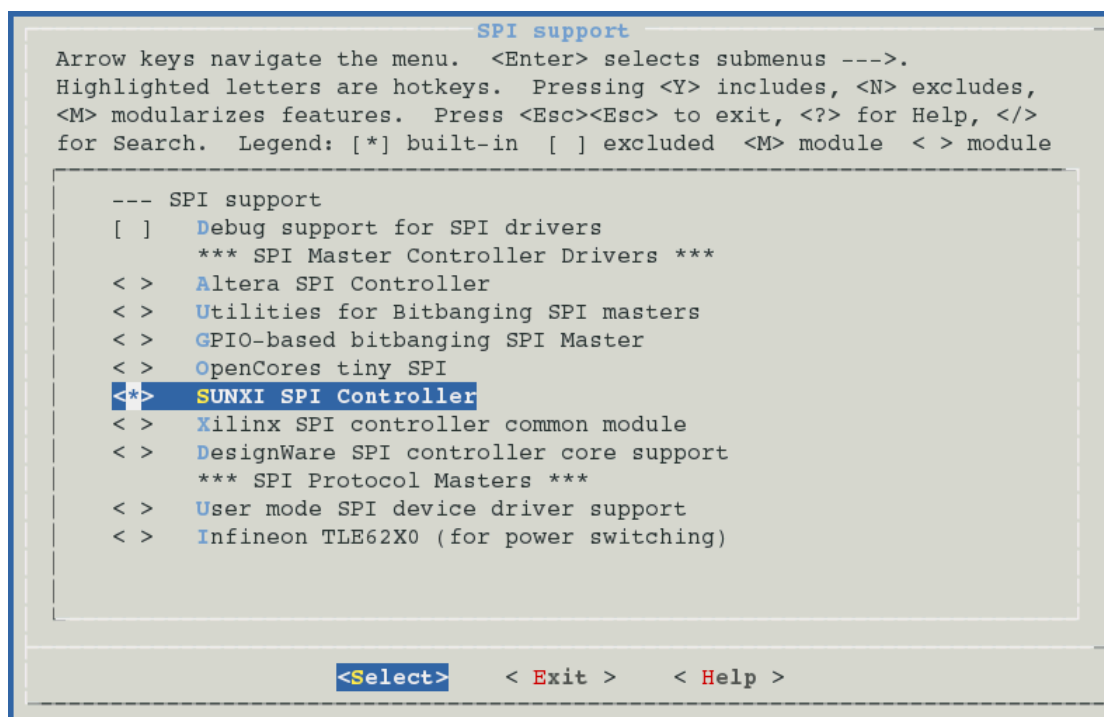 SPI support
Arrow keys navigate the menu.  <Enter> selects submenus --->.
Highlighted letters are hotkeys.  Pressing <Y> includes, <N> excludes,
<M> modularizes features.  Press <Esc><Esc> to exit, <?> for Help, </>
for Search.  Legend: [*] built-in  [ ] excluded  <M> module  < > module
--- SPI support
[ ]   Debug support for SPI drivers
*** SPI Master Controller Drivers ***
< >   Altera SPI Controller
< >   Utilities for Bitbanging SPI masters
< >   GPIO-based bitbanging SPI Master
< >   OpenCores tiny SPI
<*>   SUNXI SPI Controller
< >   Xilinx SPI controller common module
< >   DesignWare SPI controller core support
*** SPI Protocol Masters ***
< >   User mode SPI device driver support
< >   Infineon TLE62X0 (for power switching)
<Select>    < Exit >    < Help >